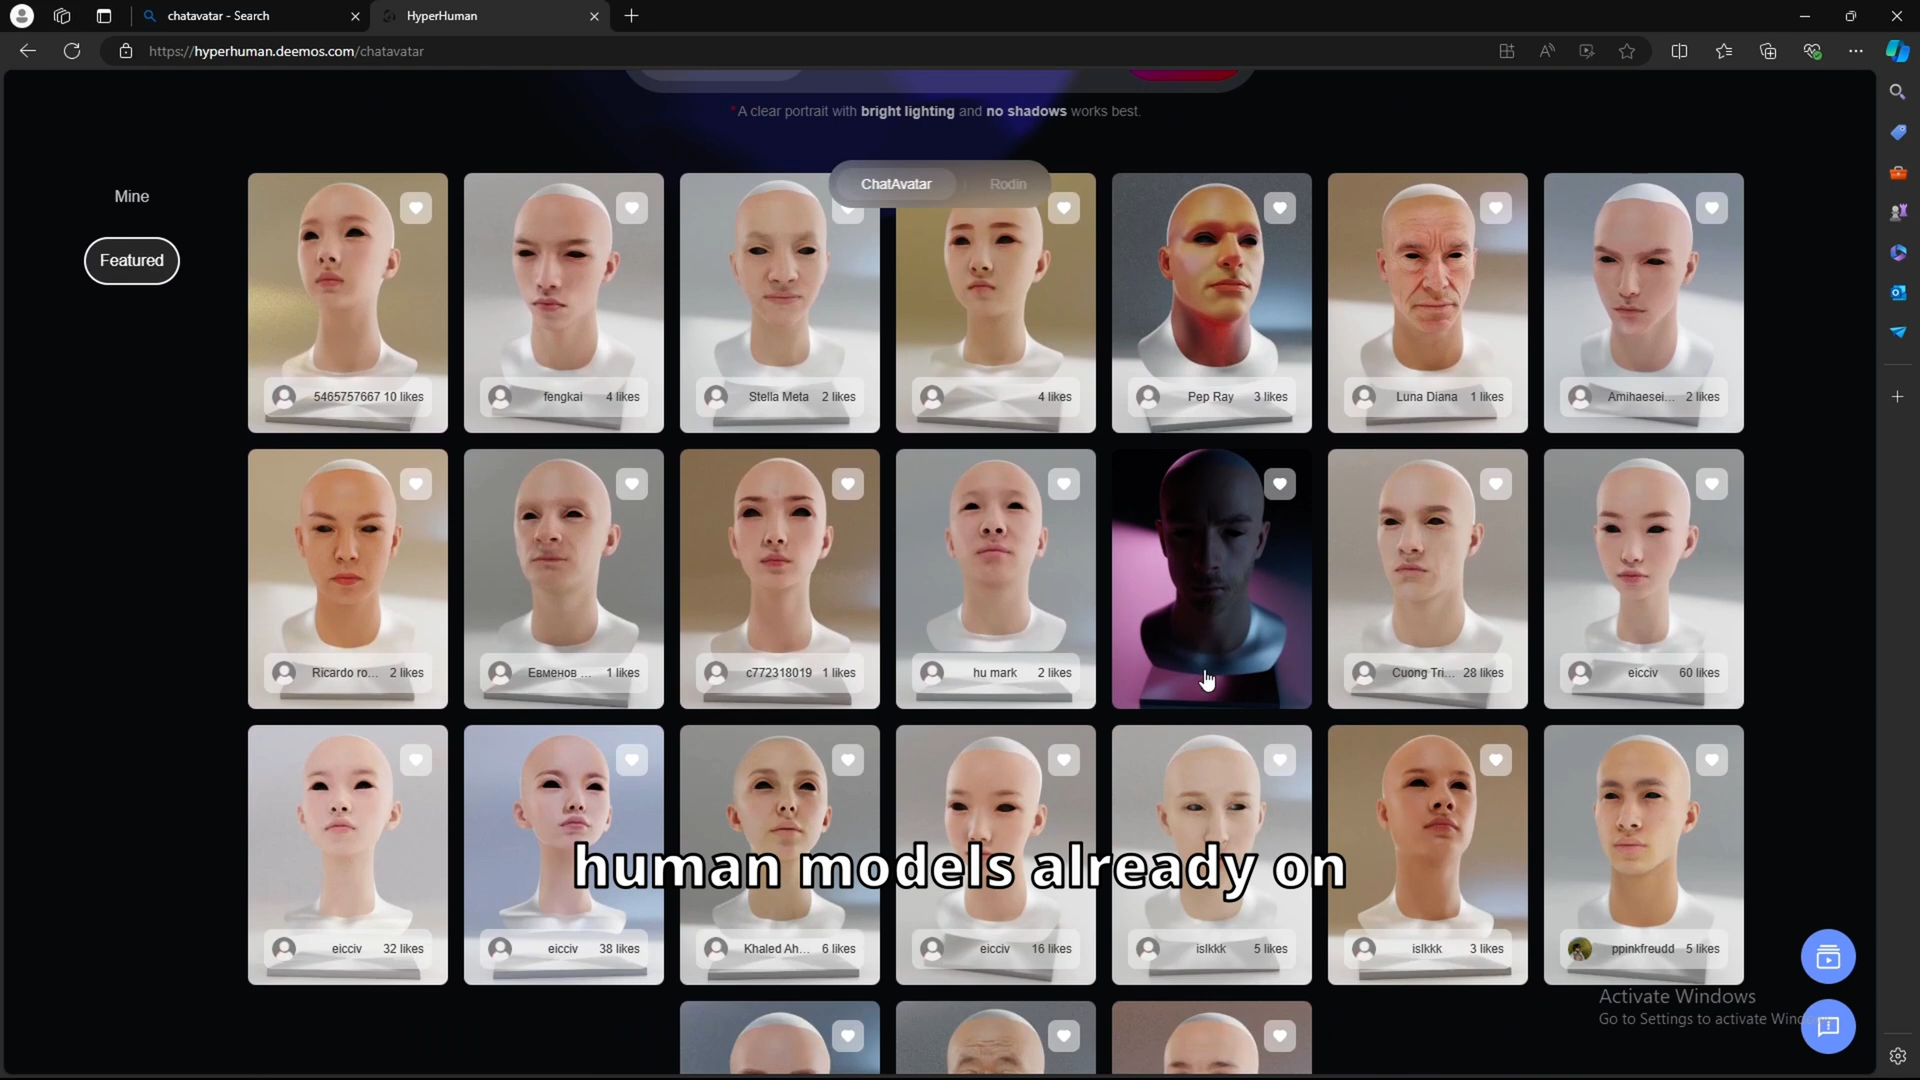 chatavatar - Search
HyperHuman
https://hyperhuman.deemos.com/chatavatar
*A clear portrait with bright lighting and no shadows works best.
ChatAvatar
Rodin
Mine
Featured
5465757667 10 likes
fengkai 4 likes
Stella Meta 2 likes
4 likes
Pep Ray 3 likes
Luna Diana 1 likes
Amihaesei... 2 likes
Ricardo ro... 2 likes
Евменов ... 1 likes
c772318019 1 likes
hu mark 2 likes
Cuong Tri... 28 likes
eicciv 60 likes
human models already on
eicciv 32 likes
eicciv 38 likes
Khaled Ah... 6 likes
eicciv 16 likes
islkkk 5 likes
islkkk 3 likes
ppinkfreudd 5 likes
Activate Windows
Go to Settings to activate